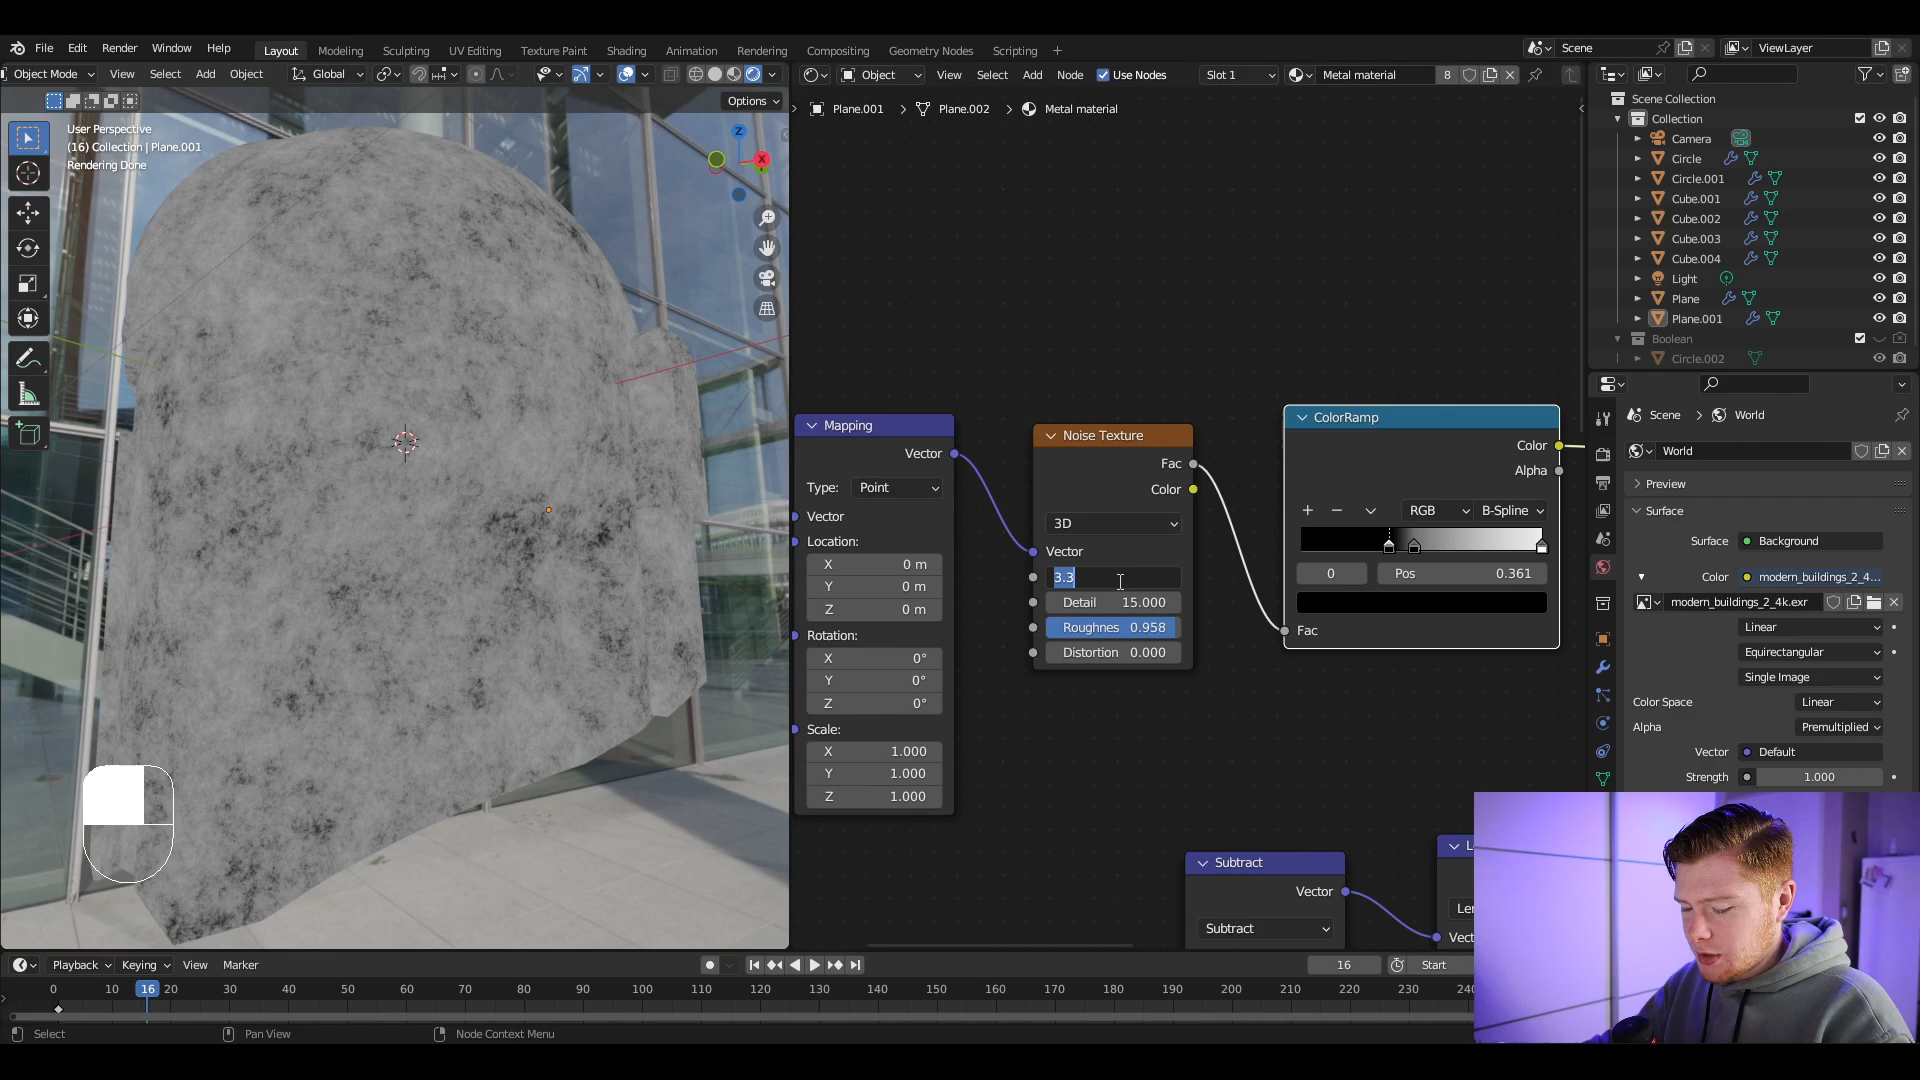 File Edit Render Window Help Layout Modeling Sculpting UV Editing Texture Paint Shading Animation Rendering Compositing Geometry Nodes Scripting + Scene ViewLayer
Object Mode View Select Add Object Global Object View Select Add Node Use Nodes Slot 1 Metal material 8
Options
Plane.001 > Plane.002 > Metal material
User Perspective
(16) Collection | Plane.001
Rendering Done
Z
X
Mapping
Vector
Type: Point
Vector
Location:
X 0 m
Y 0 m
Z 0 m
Rotation:
X 0°
Y 0°
Z 0°
Scale:
X 1.000
Y 1.000
Z 1.000
Noise Texture
Fac
Color
3D
Vector
3.3
Detail 15.000
Roughnes 0.958
Distortion 0.000
ColorRamp
Color
Alpha
+ − RGB B-Spline
0 Pos 0.361
Fac
Subtract
Vector
Subtract
L
Ler
Vect
Scene Collection
Collection
Camera
Circle
Circle.001
Cube.001
Cube.002
Cube.003
Cube.004
Light
Plane
Plane.001
Boolean
Circle.002
Scene > World
World
Preview
Surface
Surface Background
Color modern_buildings_2_4...
modern_buildings_2_4k.exr
Linear
Equirectangular
Single Image
Color Space Linear
Alpha Premultiplied
Vector Default
Strength 1.000
Playback Keying View Marker 16 Start
0 10 16 20 30 40 50 60 70 80 90 100 110 120 130 140 150 160 170 180 190 200 210 220 230 24
Select Pan View Node Context Menu